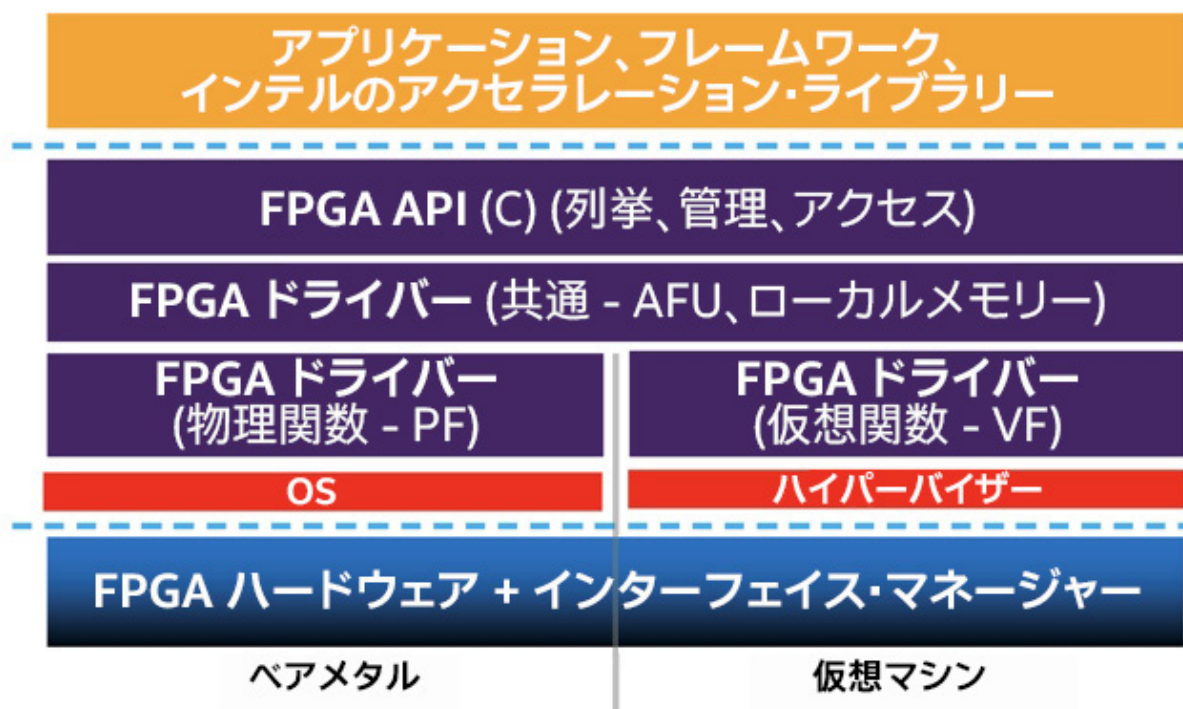 アプリケーション、フレームワーク、
インテルのアクセラレーション・ライブラリー
FPGA API (C) (列挙、管理、アクセス)
FPGA ドライバー (共通 - AFU、ローカルメモリー)
FPGA ドライバー
(物理関数 - PF)
FPGA ドライバー
(仮想関数 - VF)
OS
ハイパーバイザー
FPGA ハードウェア + インターフェイス・マネージャー
ベアメタル
仮想マシン